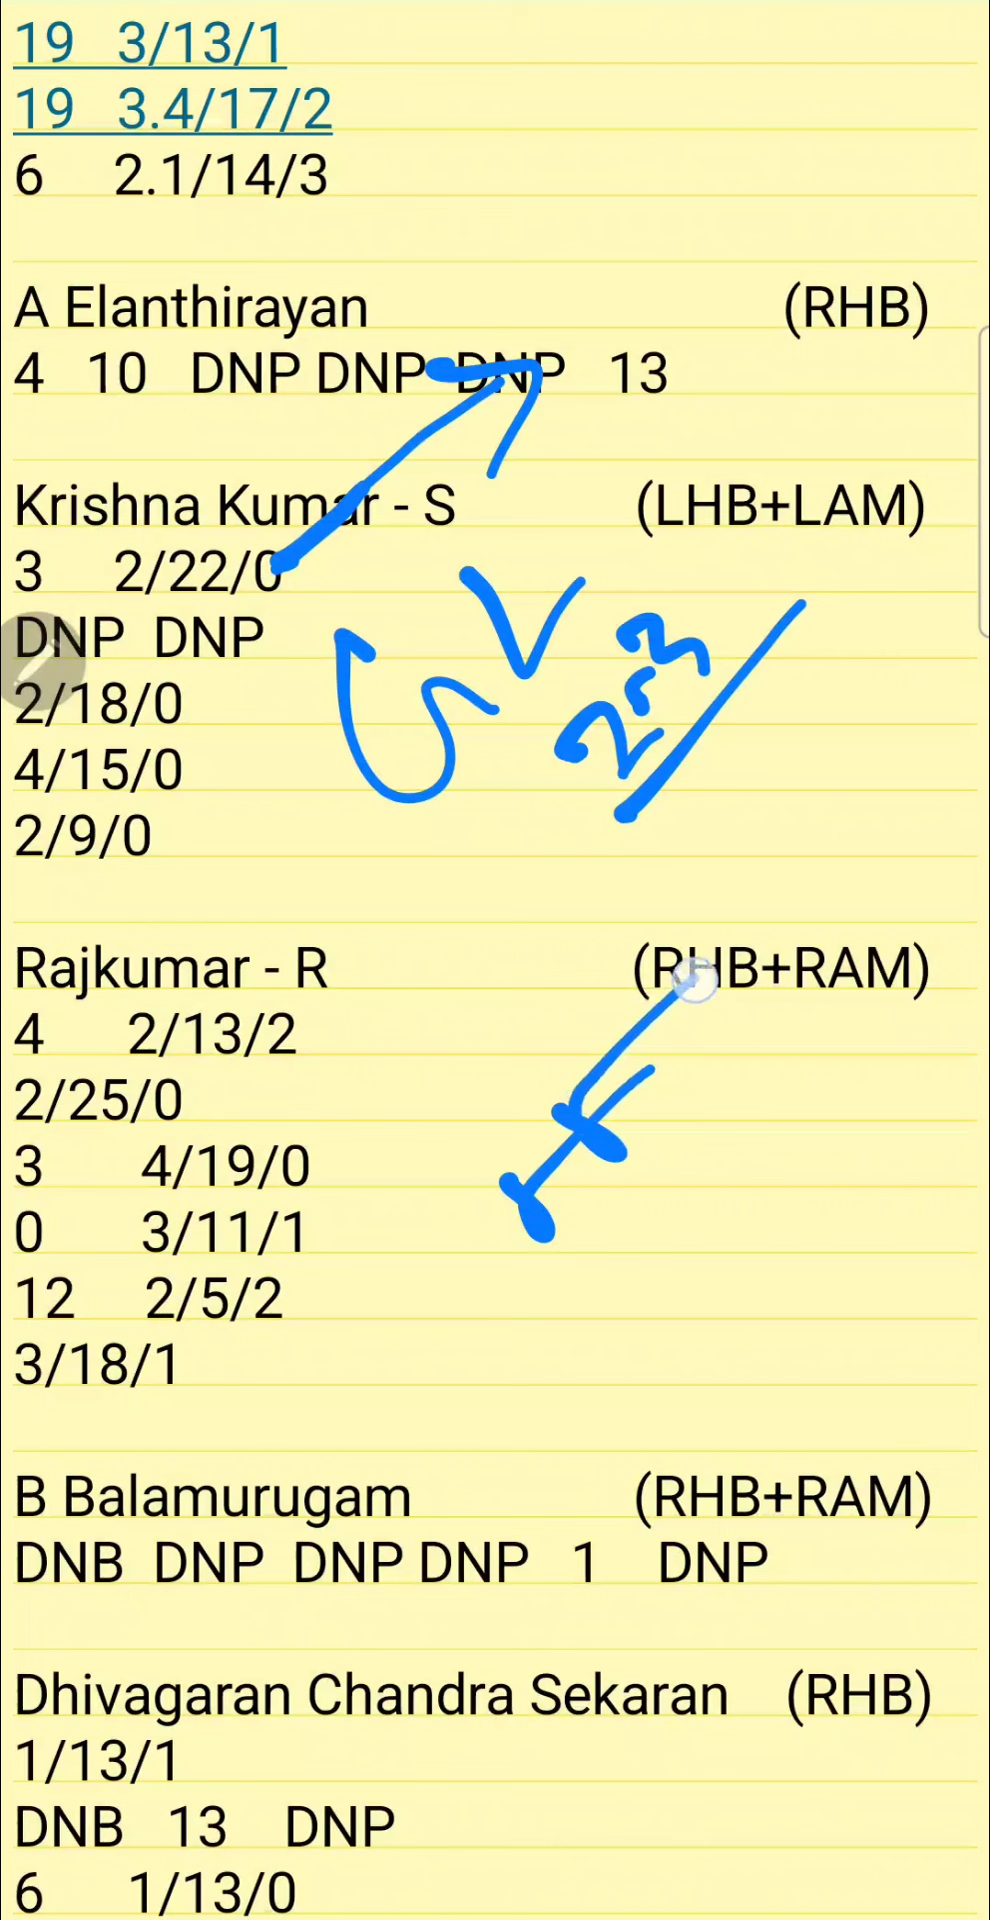 19 3/13/1
19 3.4/17/2
6 2.1/14/3
A Elanthirayan (RHB)
4 10 DNP DNP DNP 13
Krishna Kumar - S (LHB+LAM)
3 2/22/0
DNP DNP
2/18/0
4/15/0
2/9/0
Rajkumar - R (RHB+RAM)
4 2/13/2
2/25/0
3 4/19/0
0 3/11/1
12 2/5/2
3/18/1
B Balamurugam (RHB+RAM)
DNB DNP DNP DNP 1 DNP
Dhivagaran Chandra Sekaran (RHB)
1/13/1
DNB 13 DNP
6 1/13/0